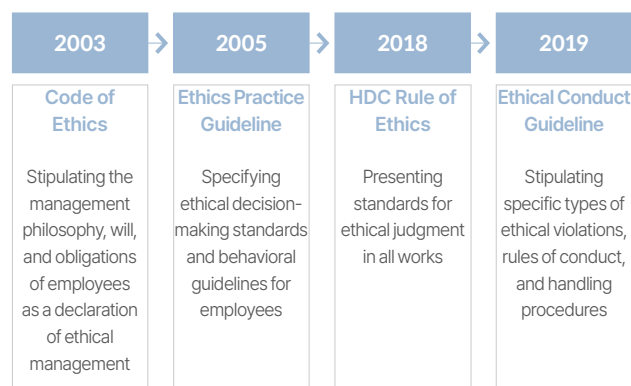 2003
2005
2018
2019
Code of
Ethics
Stipulating the
management
philosophy, will,
and obligations
of employees
as a declaration
of ethical
management
Ethics Practice
Guideline
Specifying
ethical decision-
making standards
and behavioral
guidelines for
employees
HDC Rule of
Ethics
Presenting
standards for
ethical judgment
in all works
Ethical Conduct
Guideline
Stipulating
specific types of
ethical violations,
rules of conduct,
and handling
procedures